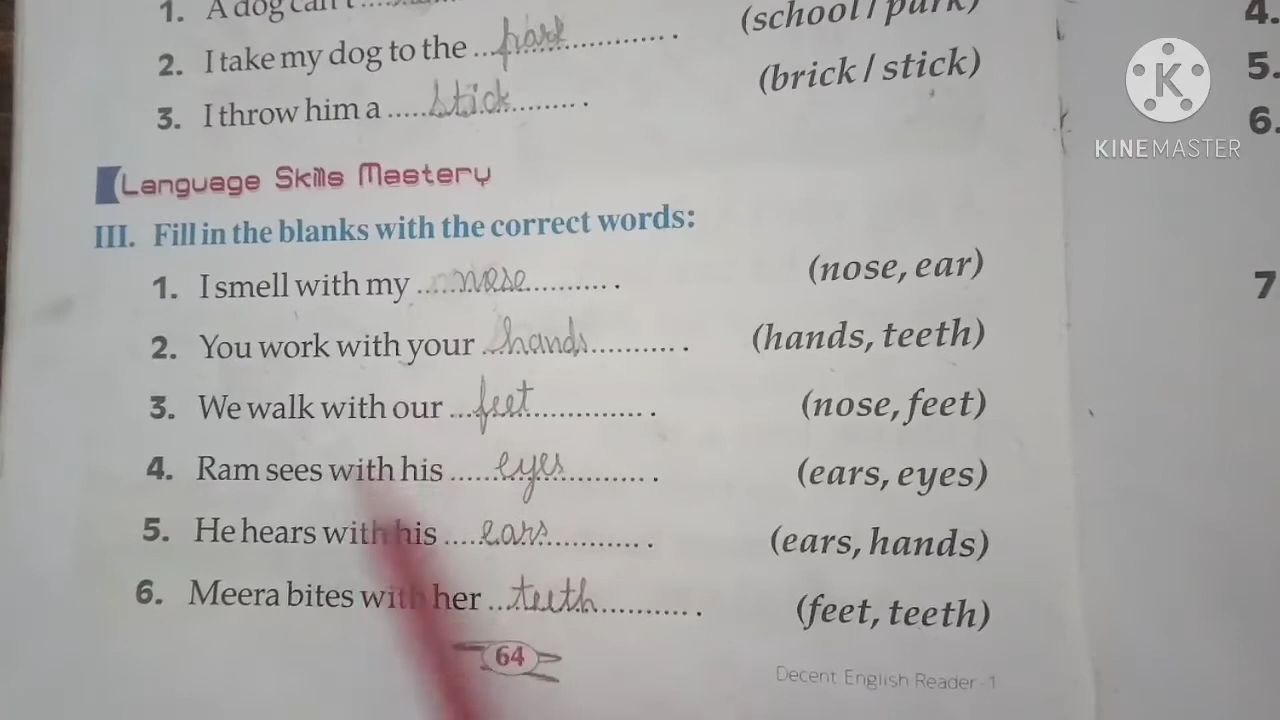 1. A dog can't ..........
2. I take my dog to the ...park............... . (school / park)
3. I throw him a .....stick.......... . (brick / stick)
Language Skills Mastery
III. Fill in the blanks with the correct words:
1. I smell with my ....nose........... . (nose, ear)
2. You work with your ..hands........... . (hands, teeth)
3. We walk with our ...feet............... . (nose, feet)
4. Ram sees with his .....eyes............ . (ears, eyes)
5. He hears with his ....ears............. . (ears, hands)
6. Meera bites with her ..teeth............. . (feet, teeth)
64
Decent English Reader - 1
4.
5.
6.
7
K
KINEMASTER